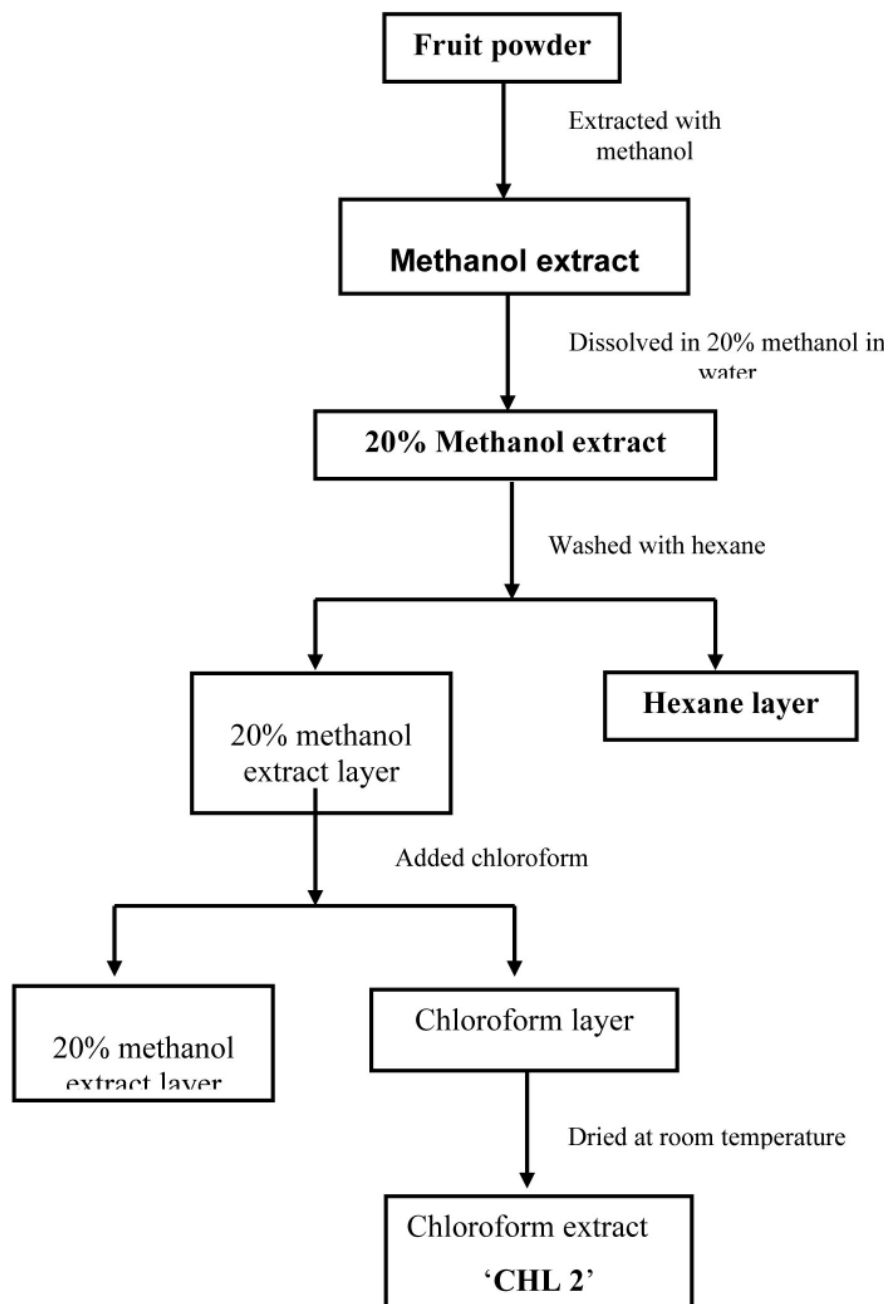 Fruit powder
Extracted with
methanol
Methanol extract
Dissolved in 20% methanol in
water
20% Methanol extract
Washed with hexane
20% methanol
extract layer
Hexane layer
Added chloroform
20% methanol
extract layer
Chloroform layer
Dried at room temperature
Chloroform extract
‘CHL 2’